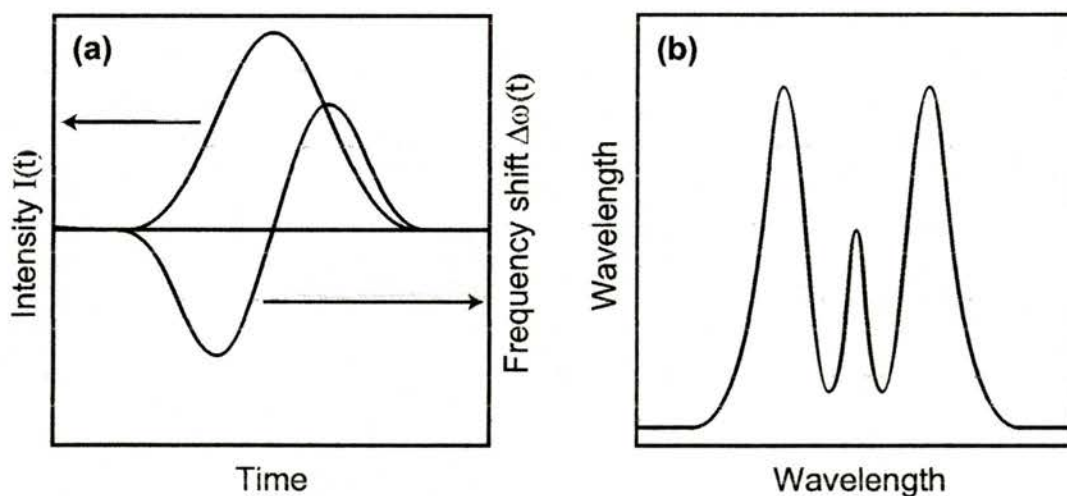 (a)
Intensity I(t)
Frequency shift Δω(t)
Time
(b)
Wavelength
Wavelength